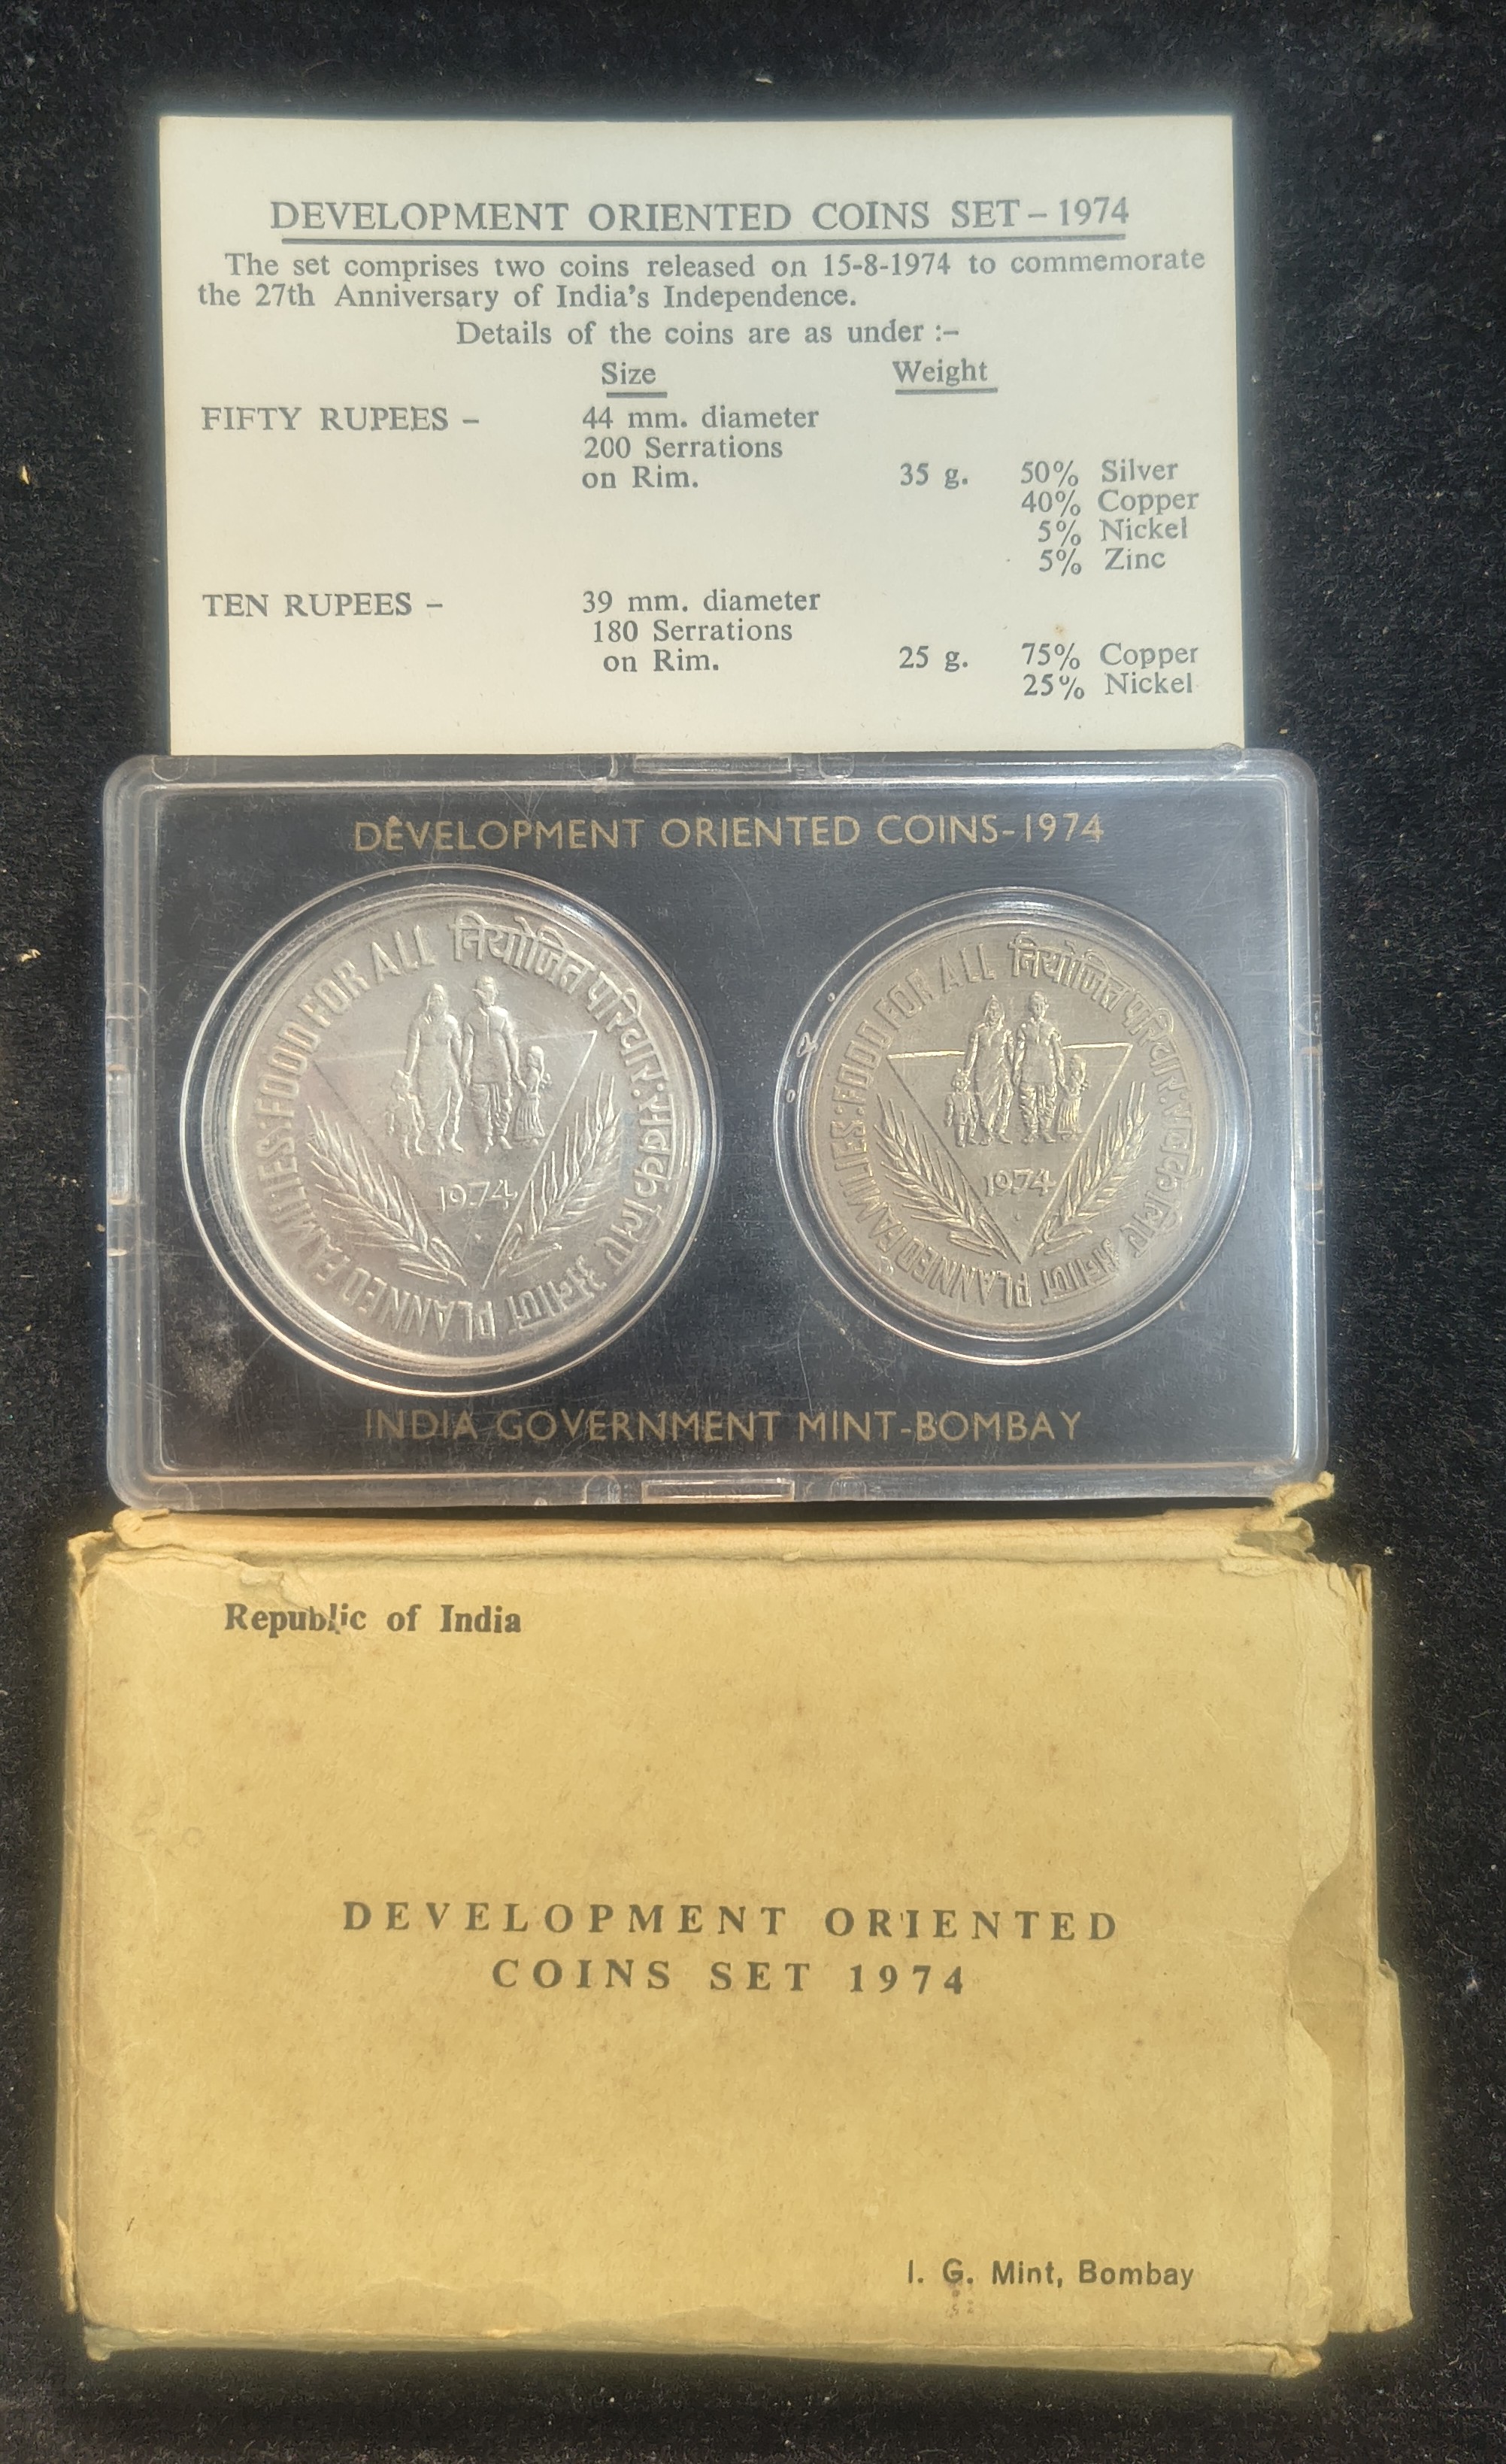 DEVELOPMENT ORIENTED COINS SET – 1974
The set comprises two coins released on 15-8-1974 to commemorate
the 27th Anniversary of India's Independence.
Details of the coins are as under :–
Size Weight
FIFTY RUPEES – 44 mm. diameter
200 Serrations
on Rim. 35 g. 50% Silver
40% Copper
5% Nickel
5% Zinc
TEN RUPEES – 39 mm. diameter
180 Serrations
on Rim. 25 g. 75% Copper
25% Nickel
DEVELOPMENT ORIENTED COINS-1974
PLANNED FAMILIES: FOOD FOR ALL
नियोजित परिवार: सबके लिए अनाज
1974
PLANNED FAMILIES: FOOD FOR ALL
नियोजित परिवार: सबके लिए अनाज
1974
INDIA GOVERNMENT MINT-BOMBAY
Republic of India
DEVELOPMENT ORIENTED
COINS SET 1974
I. G. Mint, Bombay